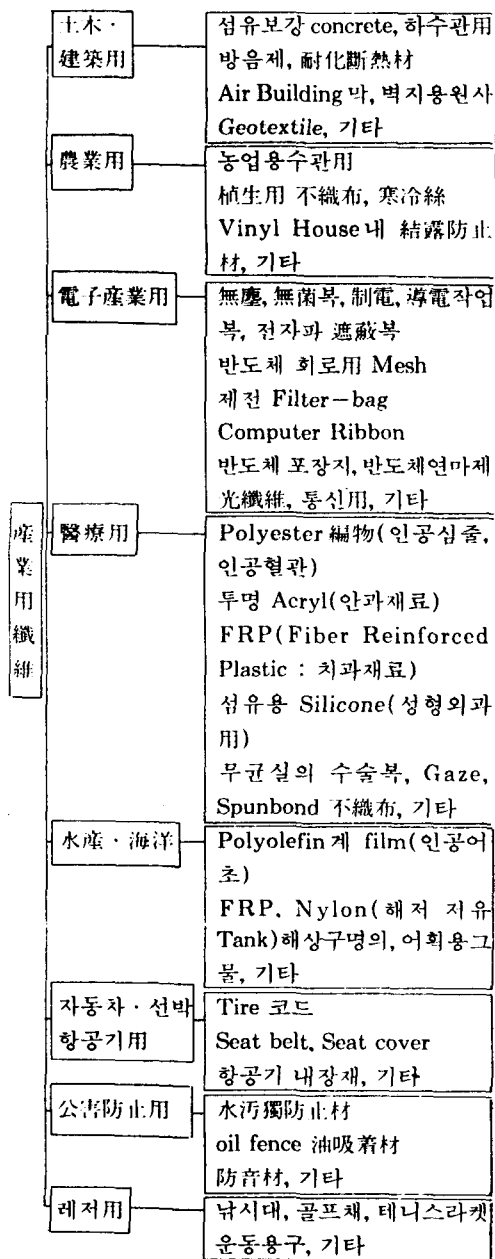 産業用纖維
土木・
建築用
섬유보강 concrete, 하수관용
방음제, 耐化斷熱材
Air Building 막, 벽지용원사
Geotextile, 기타
農業用
농업용수관용
植生用 不織布, 寒冷絲
Vinyl House내 結露防止
材, 기타
電子産業用
無塵, 無菌복, 制電, 導電작업
복, 전자파 遮蔽복
반도체 회로用 Mesh
제전 Filter-bag
Computer Ribbon
반도체 포장지, 반도체연마제
光纖維, 통신용, 기타
醫療用
Polyester 編物(인공심줄,
인공혈관)
투명 Acryl(안과재료)
FRP(Fiber Reinforced
Plastic : 치과재료)
섬유용 Silicone(성형외과
用)
무균실의 수술복, Gaze,
Spunbond 不織布, 기타
水産・海洋
Polyolefin계 film(인공어
초)
FRP, Nylon(해저 저유
Tank)해상구명의, 어획용그
물, 기타
자동차・선박
항공기用
Tire 코드
Seat belt, Seat cover
항공기 내장재, 기타
公害防止用
水汚獨防止材
oil fence 油吸着材
防音材, 기타
레저用
낚시대, 골프채, 테니스라켓
운동용구, 기타